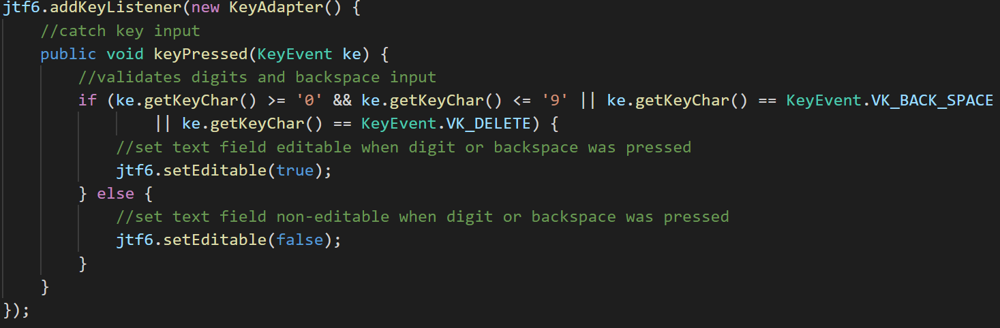 jtf6.addKeyListener(new KeyAdapter() {
    //catch key input
    public void keyPressed(KeyEvent ke) {
        //validates digits and backspace input
        if (ke.getKeyChar() >= '0' && ke.getKeyChar() <= '9' || ke.getKeyChar() == KeyEvent.VK_BACK_SPACE
                || ke.getKeyChar() == KeyEvent.VK_DELETE) {
            //set text field editable when digit or backspace was pressed
            jtf6.setEditable(true);
        } else {
            //set text field non-editable when digit or backspace was pressed
            jtf6.setEditable(false);
        }
    }
});